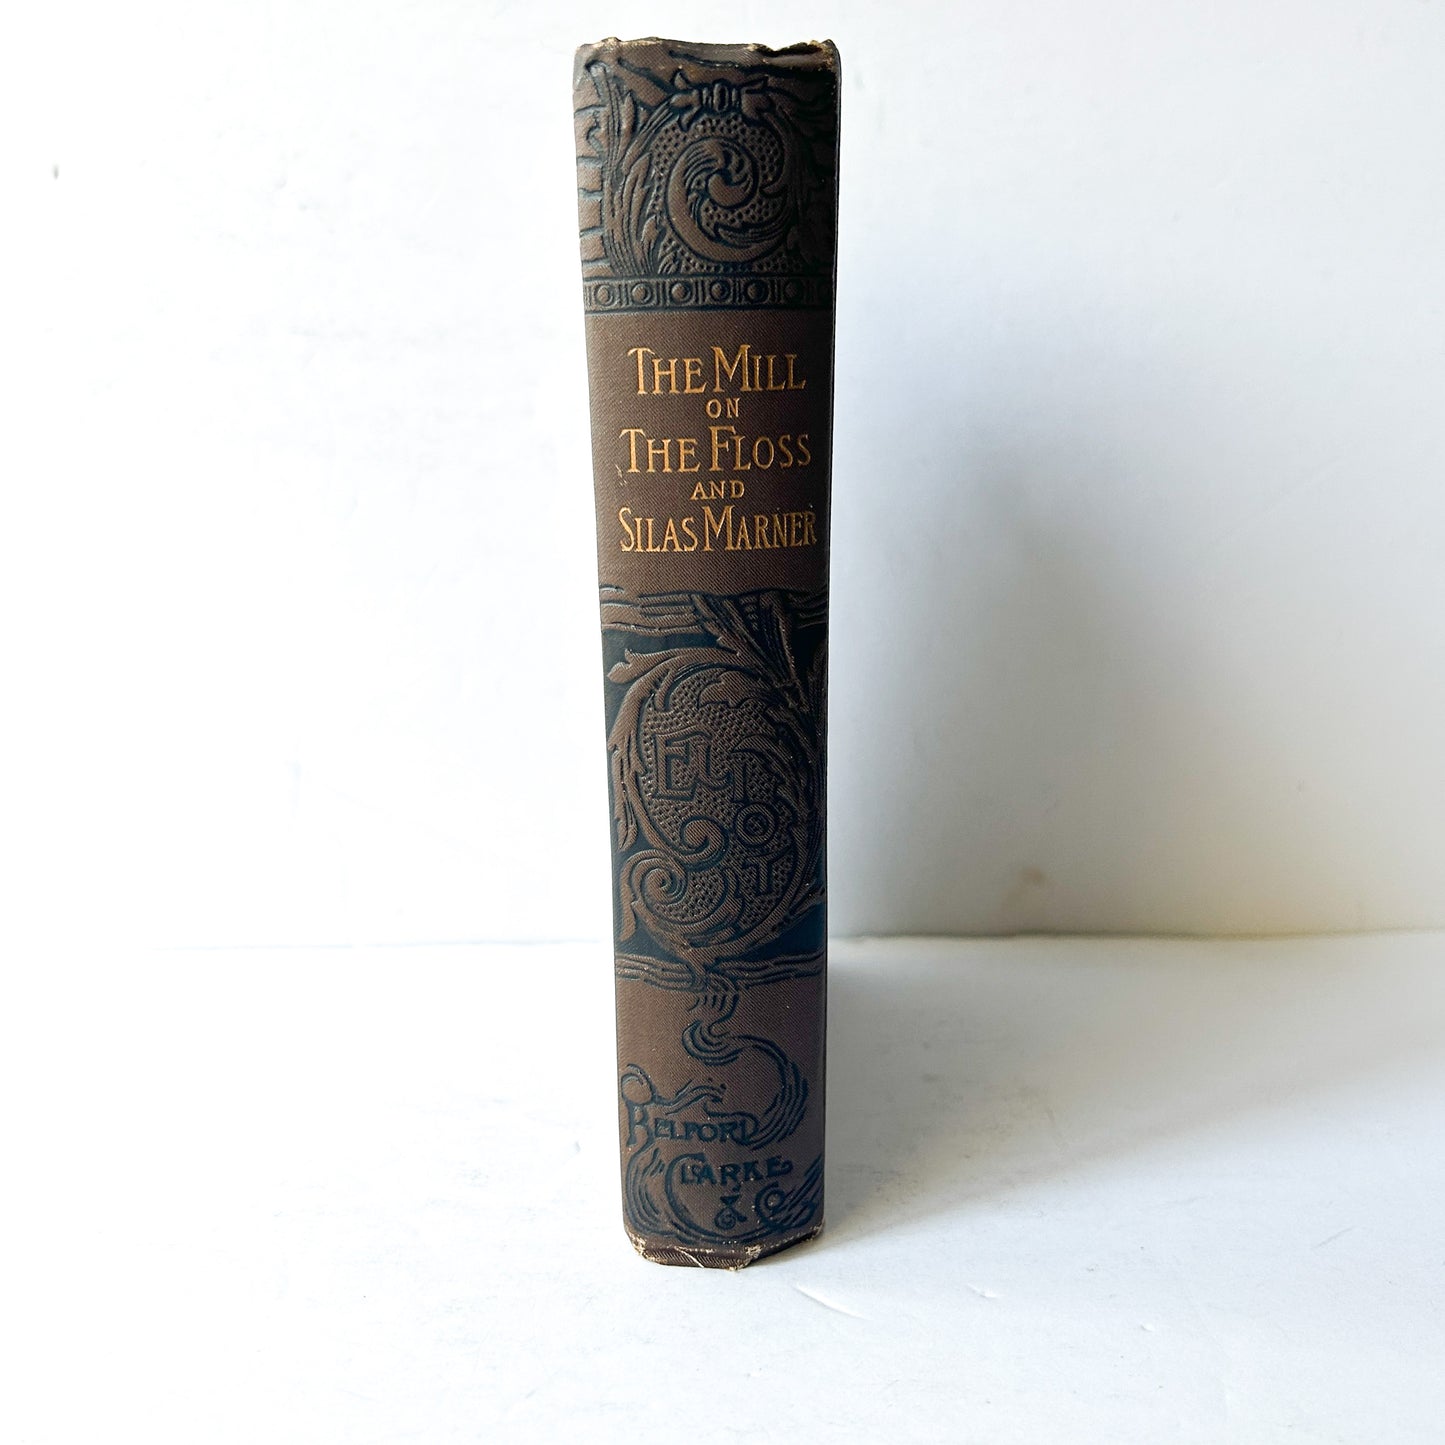 THE MILL
ON
THE FLOSS
AND
SILAS MARNER
ELIOT
BELFORD
CLARKE
& CO